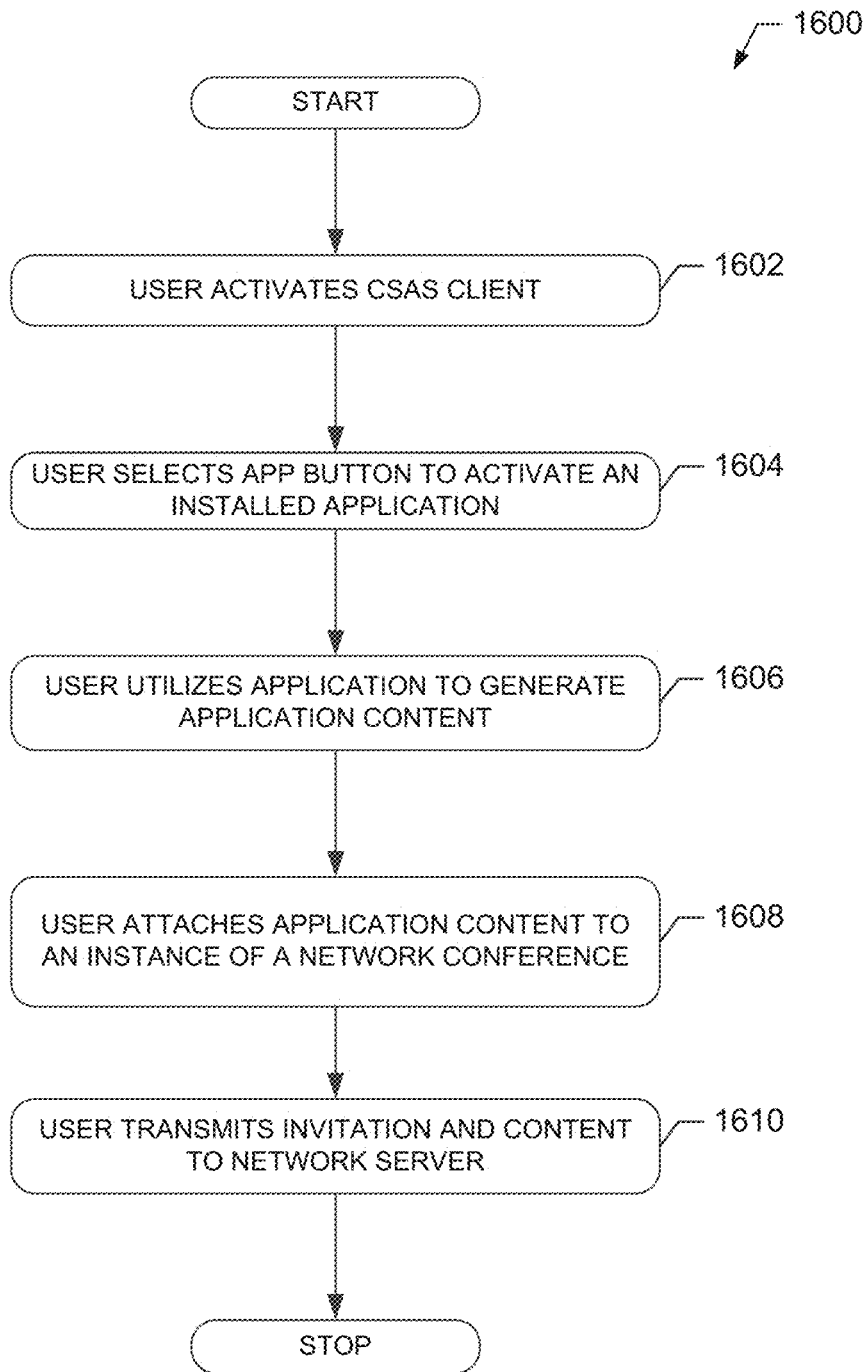 1600
START
USER ACTIVATES CSAS CLIENT
1602
USER SELECTS APP BUTTON TO ACTIVATE AN
INSTALLED APPLICATION
1604
USER UTILIZES APPLICATION TO GENERATE
APPLICATION CONTENT
1606
USER ATTACHES APPLICATION CONTENT TO
AN INSTANCE OF A NETWORK CONFERENCE
1608
USER TRANSMITS INVITATION AND CONTENT
TO NETWORK SERVER
1610
STOP